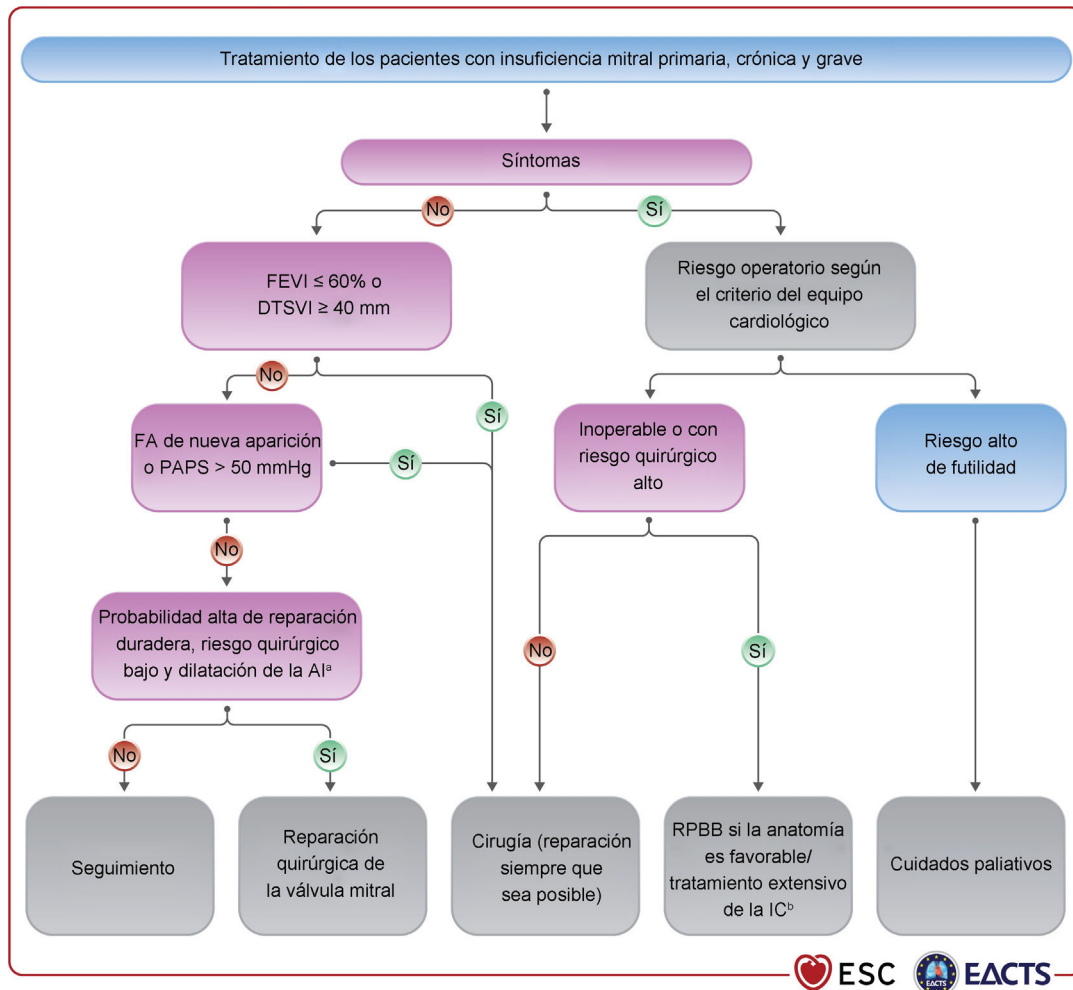 Tratamiento de los pacientes con insuficiencia mitral primaria, crónica y grave
Síntomas
No
Sí
FEVI ≤ 60% o
DTSVI ≥ 40 mm
Riesgo operatorio según
el criterio del equipo
cardiológico
No
Sí
FA de nueva aparición
o PAPS > 50 mmHg
Sí
Inoperable o con
riesgo quirúrgico
alto
Riesgo alto
de futilidad
No
Probabilidad alta de reparación
duradera, riesgo quirúrgico
bajo y dilatación de la AIᵃ
No
Sí
No
Sí
Seguimiento
Reparación
quirúrgica de
la válvula mitral
Cirugía (reparación
siempre que
sea posible)
RPBB si la anatomía
es favorable/
tratamiento extensivo
de la ICᵇ
Cuidados paliativos
ESC
EACTS
EACTS